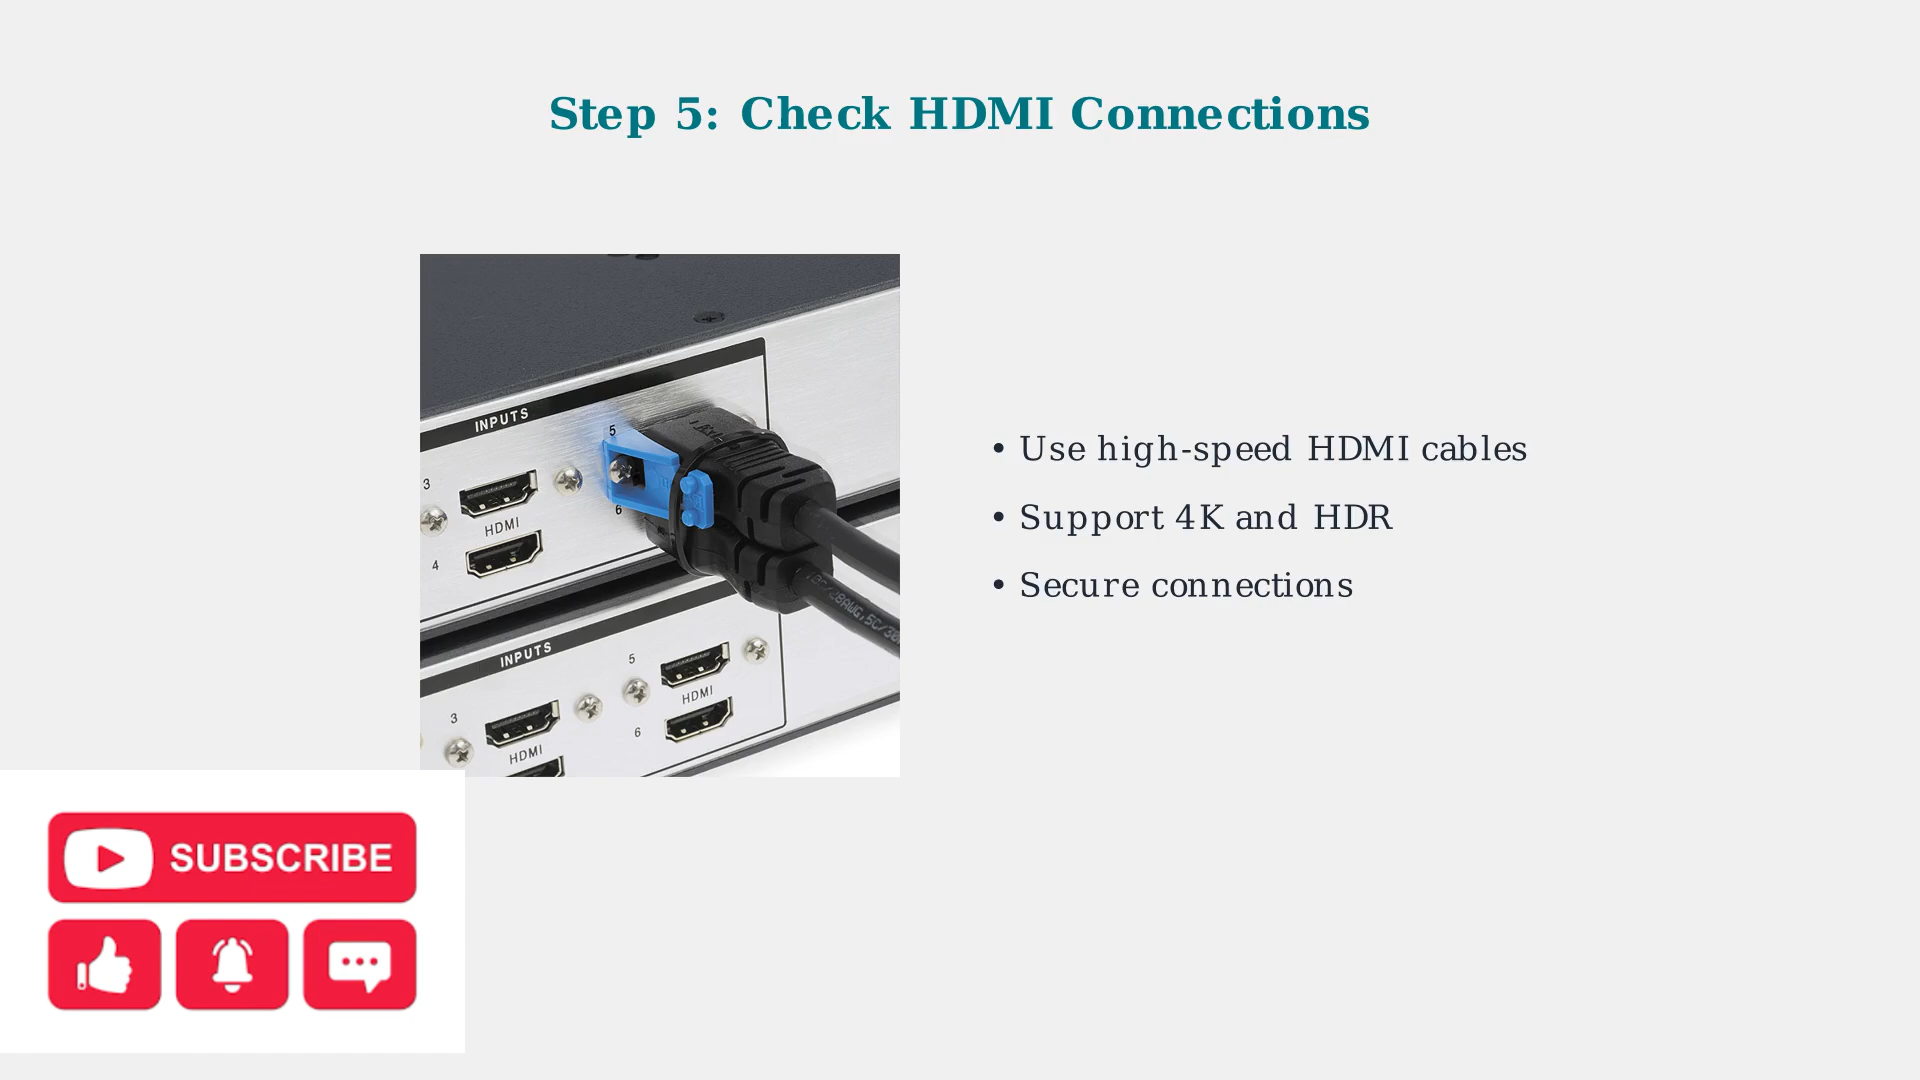 Step 5: Check HDMI Connections
INPUTS
5
3
6
HDMI
4
INPUTS
5
HDMI
3
6
HDMI
• Use high-speed HDMI cables
• Support 4K and HDR
• Secure connections
SUBSCRIBE